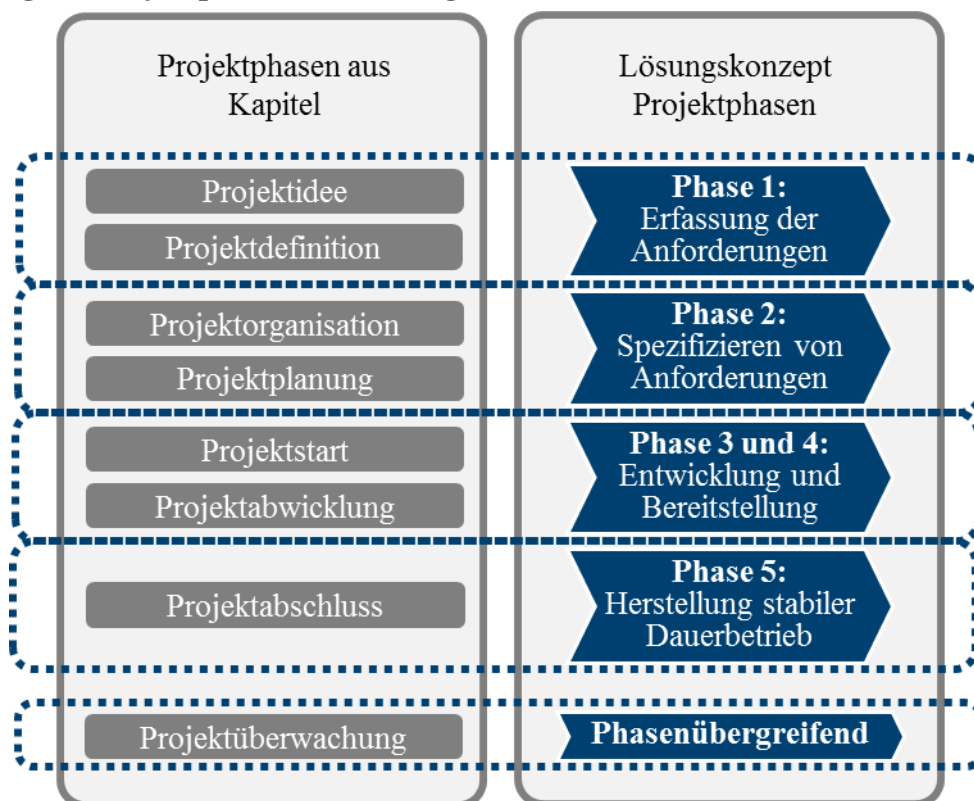 Projektphasen aus
Kapitel
Lösungskonzept
Projektphasen
Projektidee
Projektdefinition
Phase 1:
Erfassung der
Anforderungen
Projektorganisation
Projektplanung
Phase 2:
Spezifizieren von
Anforderungen
Projektstart
Projektabwicklung
Phase 3 und 4:
Entwicklung und
Bereitstellung
Projektabschluss
Phase 5:
Herstellung stabiler
Dauerbetrieb
Projektüberwachung
Phasenübergreifend